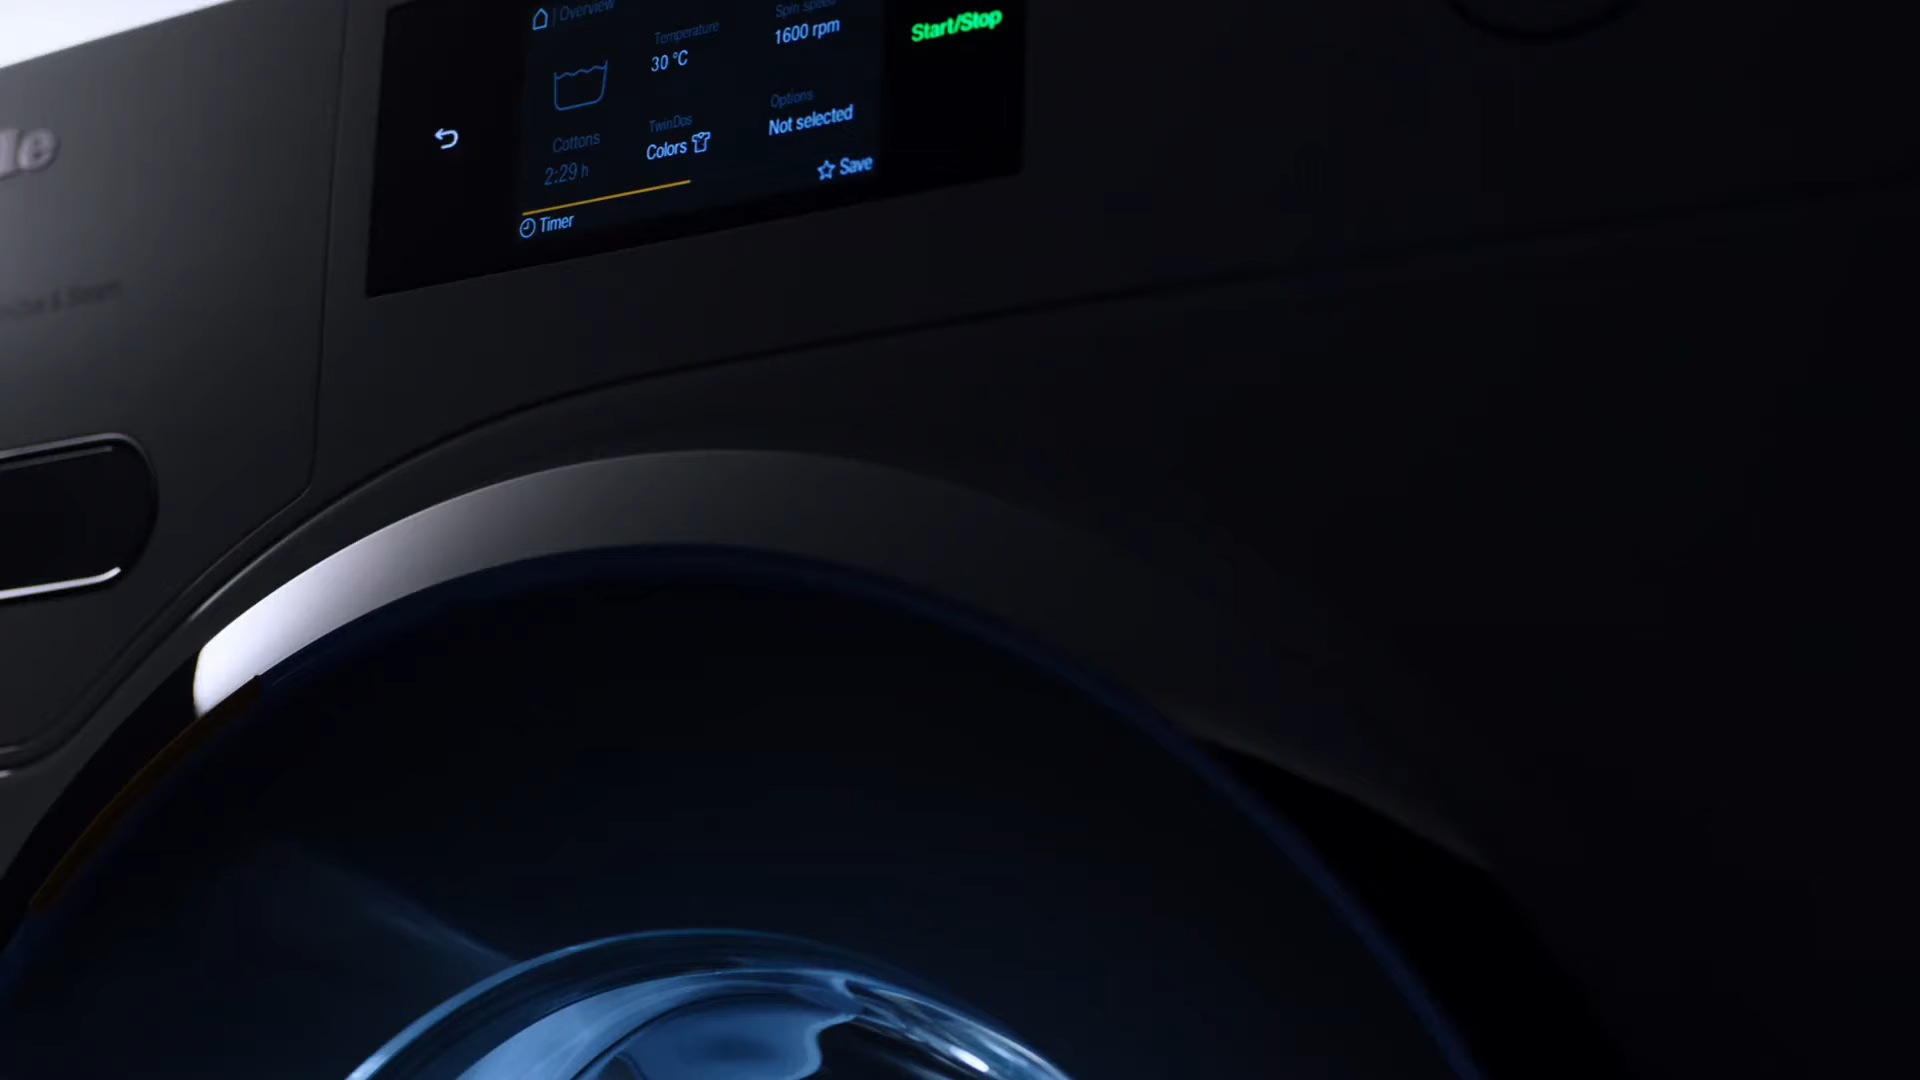 Overview
Temperature
30 °C
Spin speed
1600 rpm
Start/Stop
Cottons
2:29 h
TwinDos
Colors
Options
Not selected
Save
Timer
le
& Steam